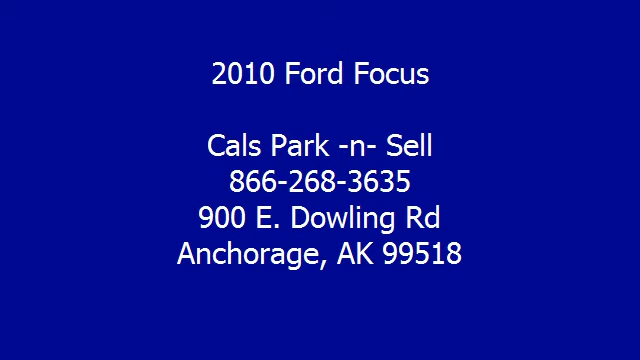 2010 Ford Focus
Cals Park -n- Sell
866-268-3635
900 E. Dowling Rd
Anchorage, AK 99518